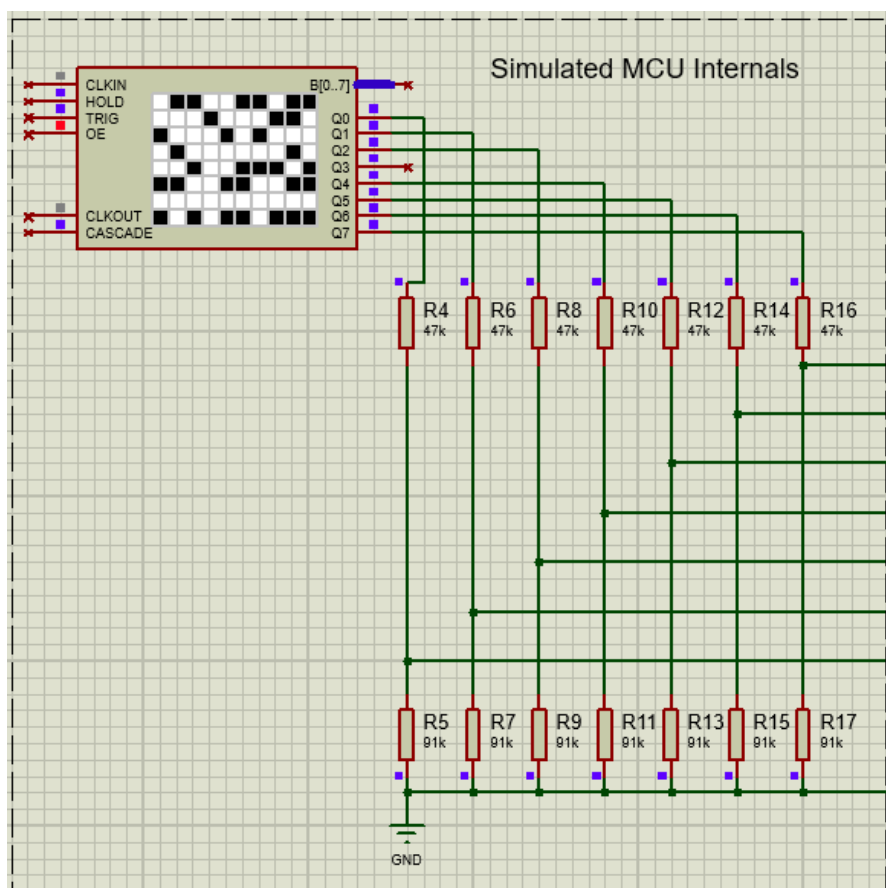 Simulated MCU Internals
CLKIN
HOLD
TRIG
OE
CLKOUT
CASCADE
B[0..7]
Q0
Q1
Q2
Q3
Q4
Q5
Q6
Q7
R4
47k
R6
47k
R8
47k
R10
47k
R12
47k
R14
47k
R16
47k
R5
91k
R7
91k
R9
91k
R11
91k
R13
91k
R15
91k
R17
91k
GND